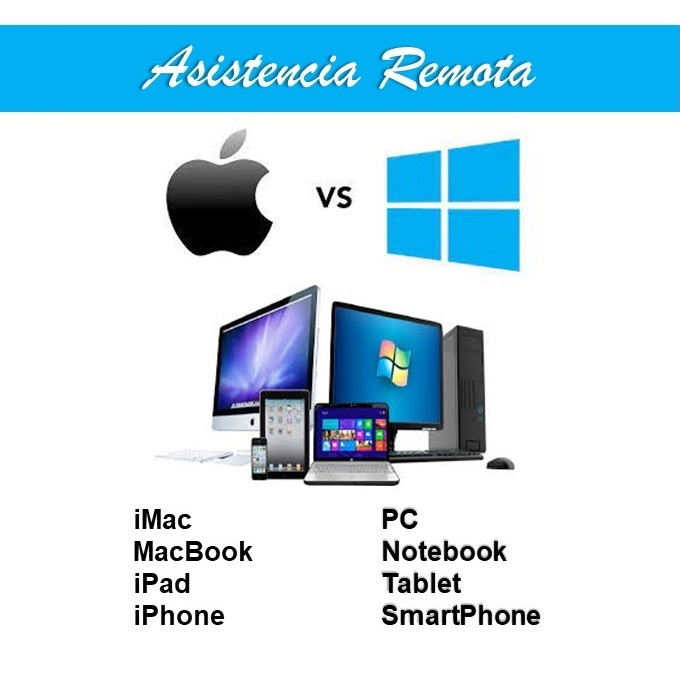 Asistencia Remota
VS
iMac
MacBook
iPad
iPhone
PC
Notebook
Tablet
SmartPhone